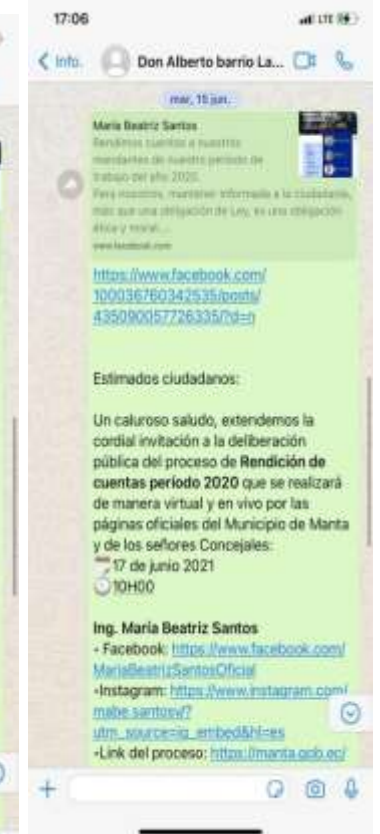 17:06
LTE
Info.
Don Alberto barrio La...
mar, 15 jun.
María Beatriz Santos
Rendimos cuentas a nuestros
mandantes de nuestro periodo de
trabajo del año 2020.
Para nosotros, mantener informada a la ciudadanía,
más que una obligación de Ley, es una obligación
ética y moral....
www.facebook.com
https://www.facebook.com/
100036760342535/posts/
435090057726335/?d=n
Estimados ciudadanos:
Un caluroso saludo, extendemos la
cordial invitación a la deliberación
pública del proceso de Rendición de
cuentas periodo 2020 que se realizará
de manera virtual y en vivo por las
páginas oficiales del Municipio de Manta
y de los señores Concejales:
17 de junio 2021
10H00
Ing. María Beatriz Santos
• Facebook: https://www.facebook.com/
MariaBeatrizSantosOficial
•Instagram: https://www.instagram.com/
mabe.santosv/?
utm_source=ig_embed&hl=es
•Link del proceso: https://manta.gob.ec/